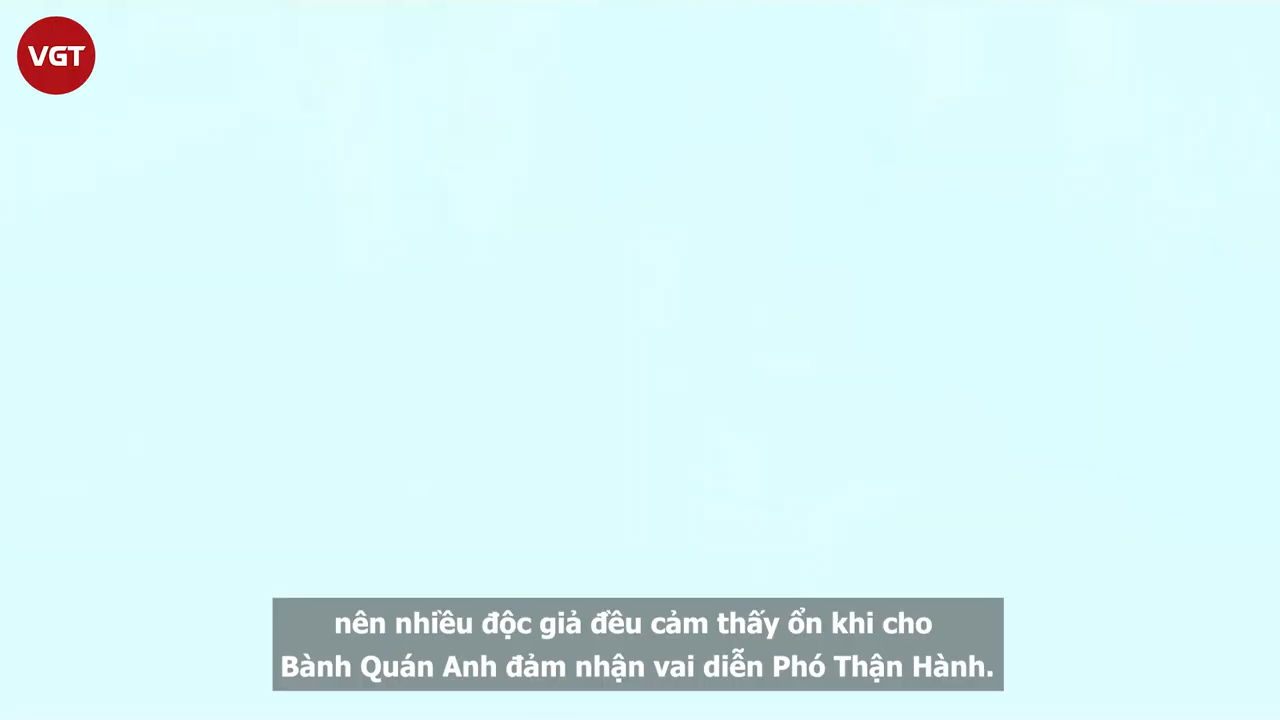 VGT
nên nhiều độc giả đều cảm thấy ổn khi cho
Bành Quán Anh đảm nhận vai diễn Phó Thận Hành.